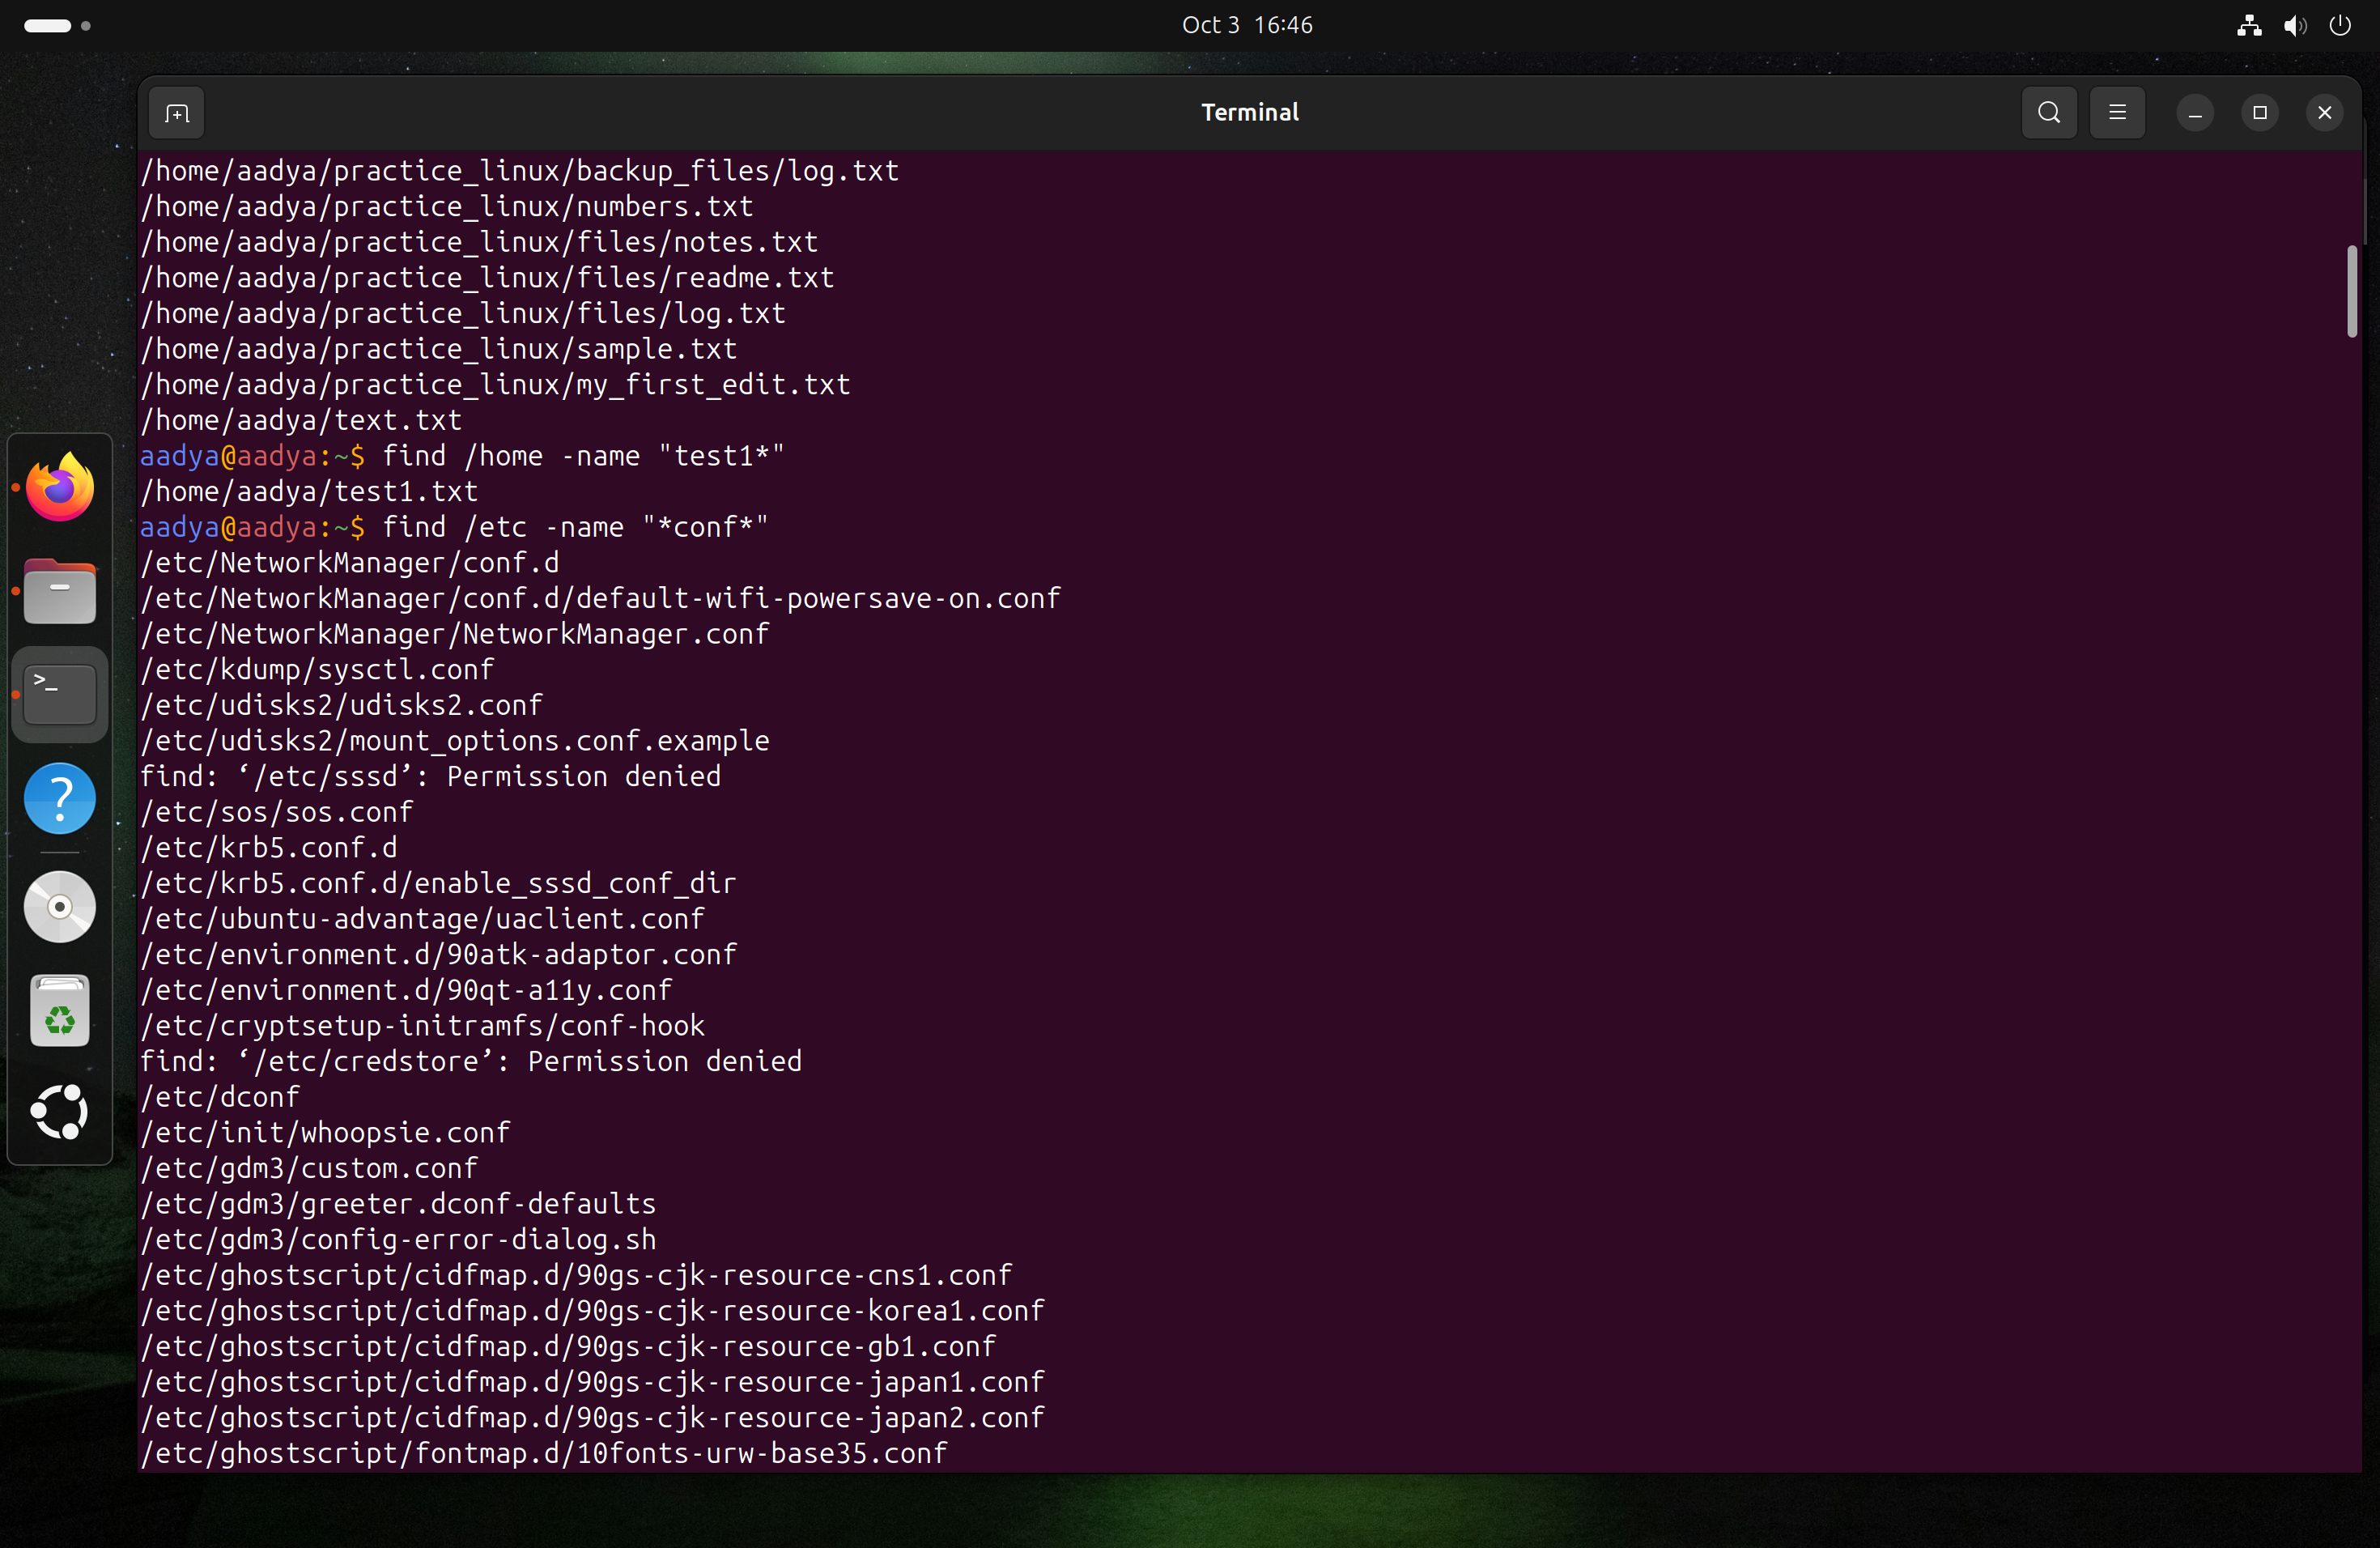 Oct 3 16:46
Terminal
/home/aadya/practice_linux/backup_files/log.txt
/home/aadya/practice_linux/numbers.txt
/home/aadya/practice_linux/files/notes.txt
/home/aadya/practice_linux/files/readme.txt
/home/aadya/practice_linux/files/log.txt
/home/aadya/practice_linux/sample.txt
/home/aadya/practice_linux/my_first_edit.txt
/home/aadya/text.txt
aadya@aadya:~$ find /home -name "test1*"
/home/aadya/test1.txt
aadya@aadya:~$ find /etc -name "*conf*"
/etc/NetworkManager/conf.d
/etc/NetworkManager/conf.d/default-wifi-powersave-on.conf
/etc/NetworkManager/NetworkManager.conf
/etc/kdump/sysctl.conf
/etc/udisks2/udisks2.conf
/etc/udisks2/mount_options.conf.example
find: ‘/etc/sssd’: Permission denied
/etc/sos/sos.conf
/etc/krb5.conf.d
/etc/krb5.conf.d/enable_sssd_conf_dir
/etc/ubuntu-advantage/uaclient.conf
/etc/environment.d/90atk-adaptor.conf
/etc/environment.d/90qt-a11y.conf
/etc/cryptsetup-initramfs/conf-hook
find: ‘/etc/credstore’: Permission denied
/etc/dconf
/etc/init/whoopsie.conf
/etc/gdm3/custom.conf
/etc/gdm3/greeter.dconf-defaults
/etc/gdm3/config-error-dialog.sh
/etc/ghostscript/cidfmap.d/90gs-cjk-resource-cns1.conf
/etc/ghostscript/cidfmap.d/90gs-cjk-resource-korea1.conf
/etc/ghostscript/cidfmap.d/90gs-cjk-resource-gb1.conf
/etc/ghostscript/cidfmap.d/90gs-cjk-resource-japan1.conf
/etc/ghostscript/cidfmap.d/90gs-cjk-resource-japan2.conf
/etc/ghostscript/fontmap.d/10fonts-urw-base35.conf